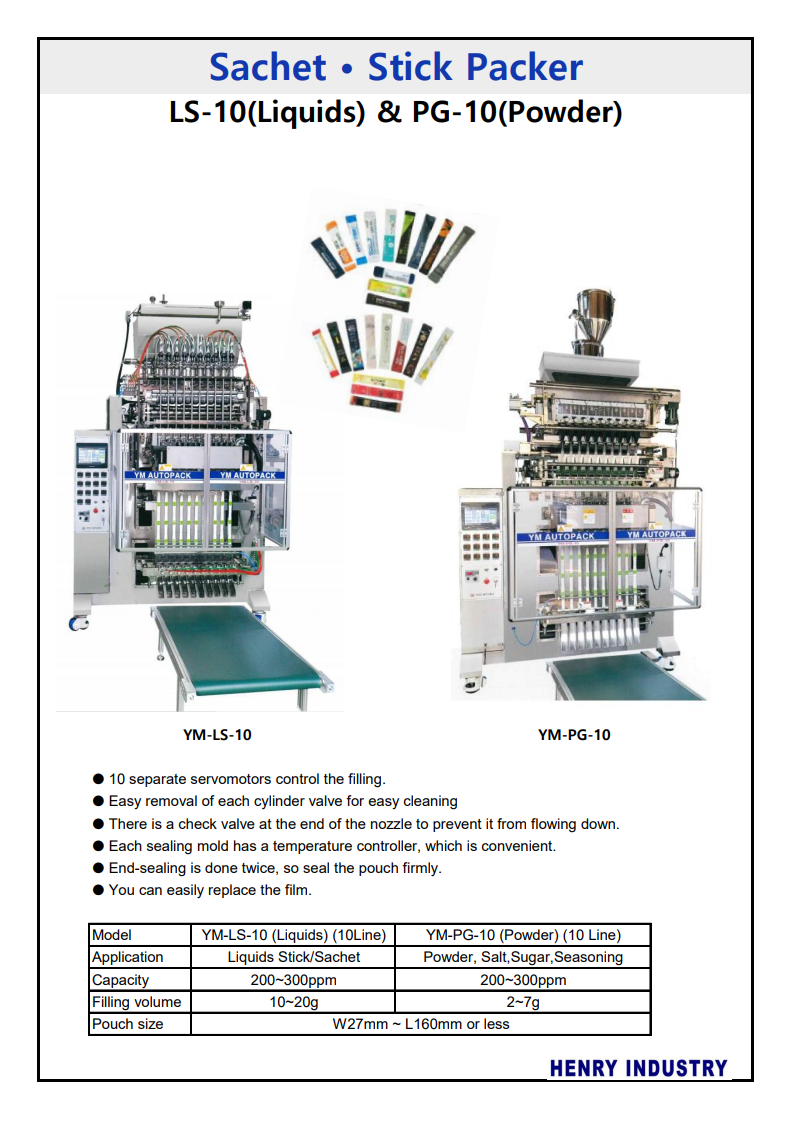 Sachet • Stick Packer
LS-10(Liquids) & PG-10(Powder)
YM AUTOPACK YM AUTOPACK
YM AUTOPACK YM AUTOPACK
YM-LS-10 YM-PG-10
● 10 separate servomotors control the filling.
● Easy removal of each cylinder valve for easy cleaning
● There is a check valve at the end of the nozzle to prevent it from flowing down.
● Each sealing mold has a temperature controller, which is convenient.
● End-sealing is done twice, so seal the pouch firmly.
● You can easily replace the film.
Model YM-LS-10 (Liquids) (10Line) YM-PG-10 (Powder) (10 Line)
Application Liquids Stick/Sachet Powder, Salt,Sugar,Seasoning
Capacity 200~300ppm 200~300ppm
Filling volume 10~20g 2~7g
Pouch size W27mm ~ L160mm or less
HENRY INDUSTRY